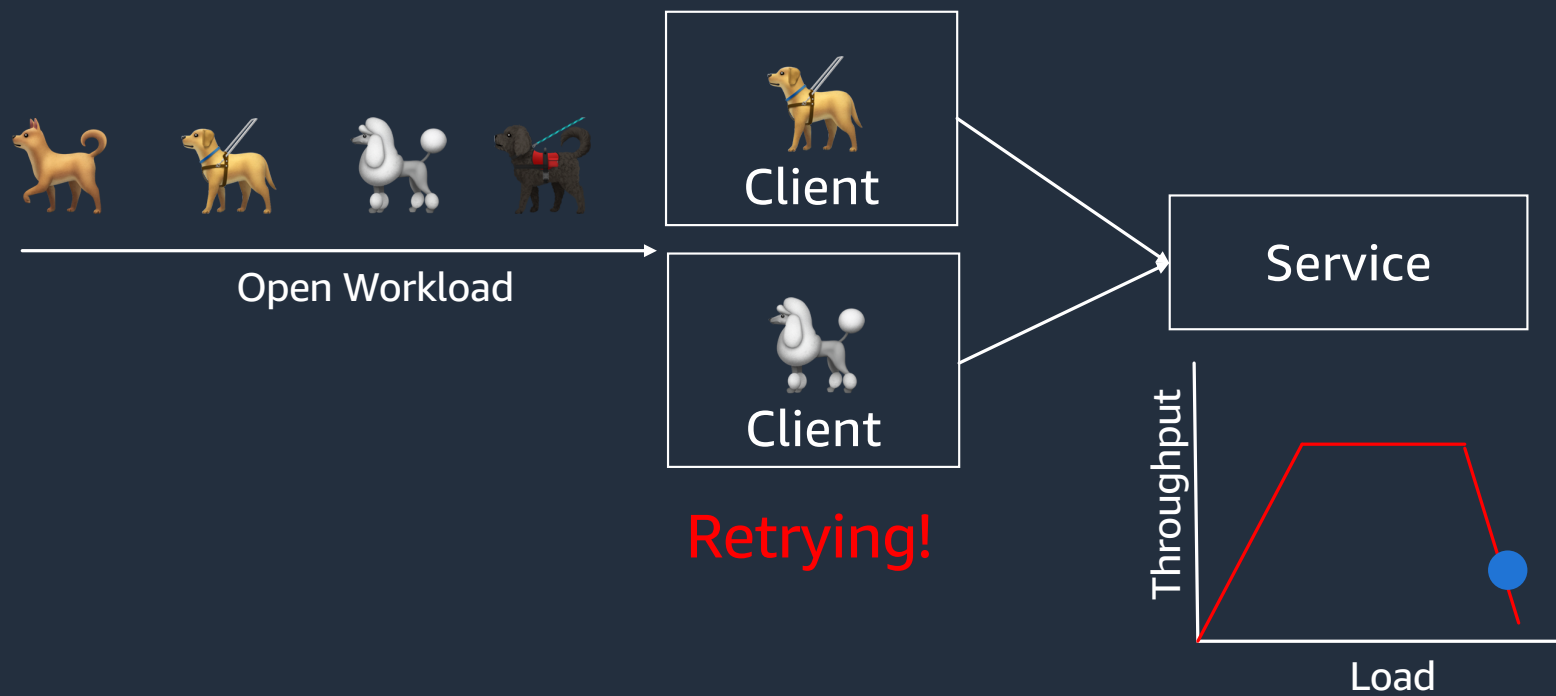 Client
Open Workload
Service
Client
Retrying!
Throughput
Load